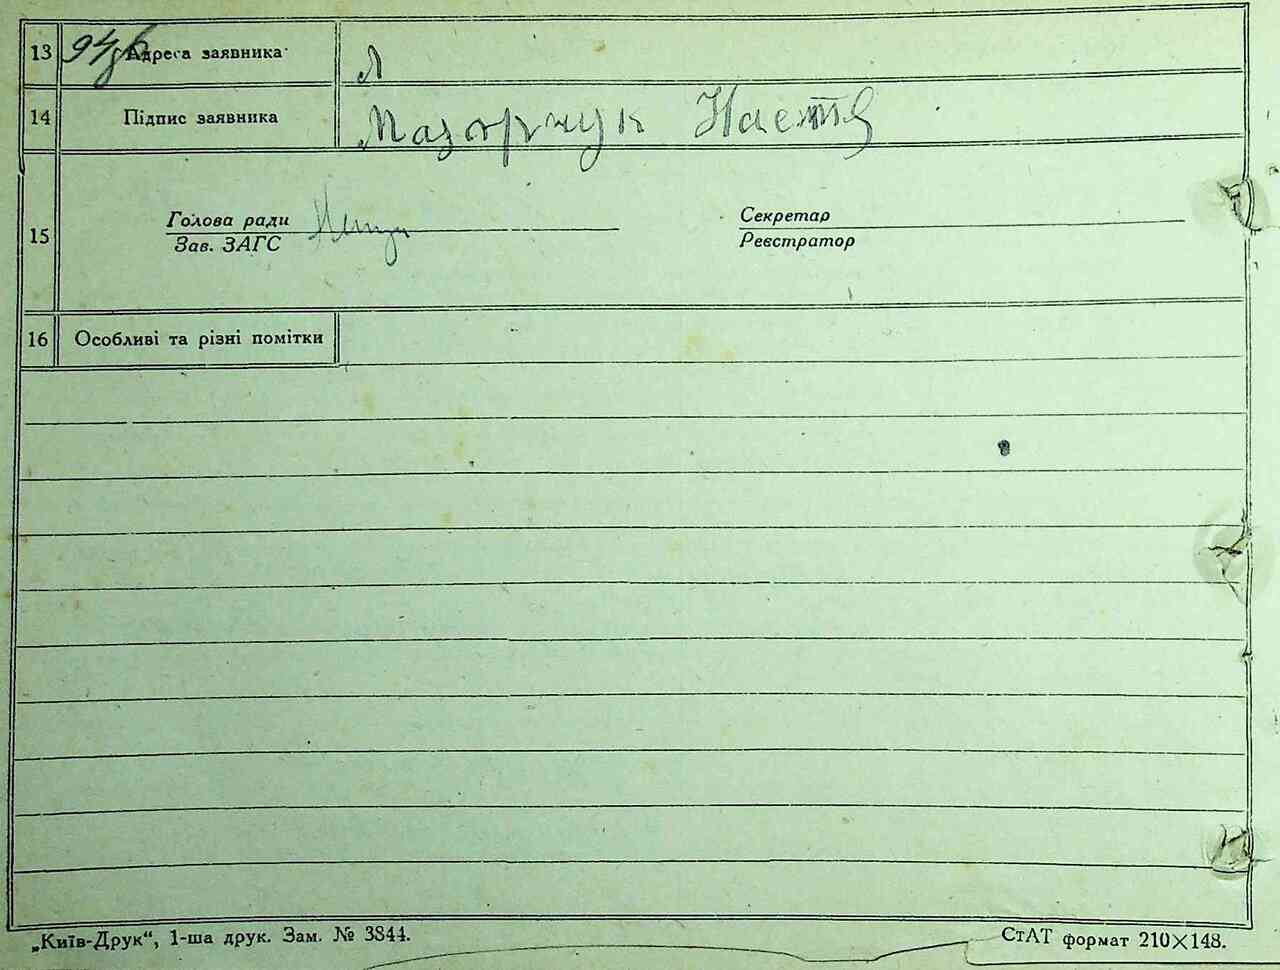 13 94зв Адреса заявника Л
14 Підпис заявника Мазорчук Настя
Голова ради Секретар
15
Зав. ЗАГС Реєстратор
16 Особливі та різні помітки
„Київ-Друк“, 1-ша друк. Зам. № 3844. СтАТ формат 210×148.